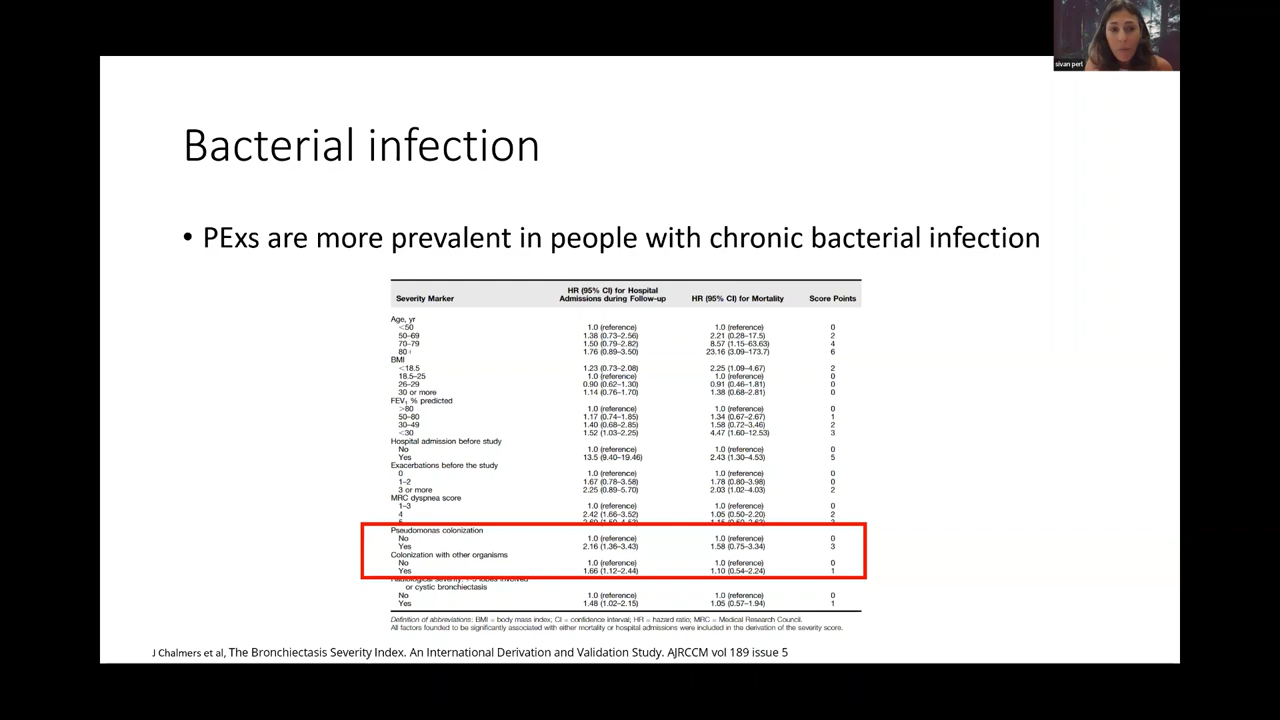 sivan perl
Bacterial infection
• PExs are more prevalent in people with chronic bacterial infection
Severity Marker HR (95% CI) for Hospital Admissions during Follow-up HR (95% CI) for Mortality Score Points
Age, yr
<50 1.0 (reference) 1.0 (reference) 0
50–69 1.38 (0.73–2.56) 2.21 (0.28–17.5) 2
70–79 1.50 (0.79–2.82) 8.57 (1.15–63.63) 4
80+ 1.76 (0.89–3.50) 23.16 (3.09–173.7) 6
BMI
<18.5 1.23 (0.73–2.08) 2.25 (1.09–4.67) 2
18.5–25 1.0 (reference) 1.0 (reference) 0
26–29 0.90 (0.62–1.30) 0.91 (0.46–1.81) 0
30 or more 1.14 (0.76–1.70) 1.38 (0.68–2.81) 0
FEV1 % predicted
>80 1.0 (reference) 1.0 (reference) 0
50–80 1.17 (0.74–1.85) 1.34 (0.67–2.67) 1
30–49 1.40 (0.68–2.85) 1.58 (0.72–3.46) 2
<30 1.52 (1.03–2.25) 4.47 (1.60–12.53) 3
Hospital admission before study
No 1.0 (reference) 1.0 (reference) 0
Yes 13.5 (9.40–19.46) 2.43 (1.30–4.53) 5
Exacerbations before the study
0 1.0 (reference) 1.0 (reference) 0
1–2 1.67 (0.78–3.58) 1.78 (0.80–3.98) 0
3 or more 2.25 (0.89–5.70) 2.03 (1.02–4.03) 2
MRC dyspnea score
1–3 1.0 (reference) 1.0 (reference) 0
4 2.42 (1.66–3.52) 1.05 (0.50–2.20) 2
Pseudomonas colonization
No 1.0 (reference) 1.0 (reference) 0
Yes 2.16 (1.36–3.43) 1.58 (0.75–3.34) 3
Colonization with other organisms
No 1.0 (reference) 1.0 (reference) 0
Yes 1.66 (1.12–2.44) 1.10 (0.54–2.24) 1
or cystic bronchiectasis
No 1.0 (reference) 1.0 (reference) 0
Yes 1.48 (1.02–2.15) 1.05 (0.57–1.94) 1
Definition of abbreviations: BMI = body mass index; CI = confidence interval; HR = hazard ratio; MRC = Medical Research Council.
All factors founded to be significantly associated with either mortality or hospital admissions were included in the derivation of the severity score.
J Chalmers et al, The Bronchiectasis Severity Index. An International Derivation and Validation Study. AJRCCM vol 189 issue 5